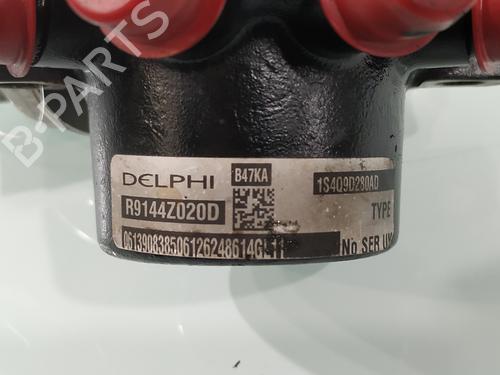 DELPHI
B47KA
1S4Q9D280AD
R9144Z020D
TYPE
No SER
B-PARTS